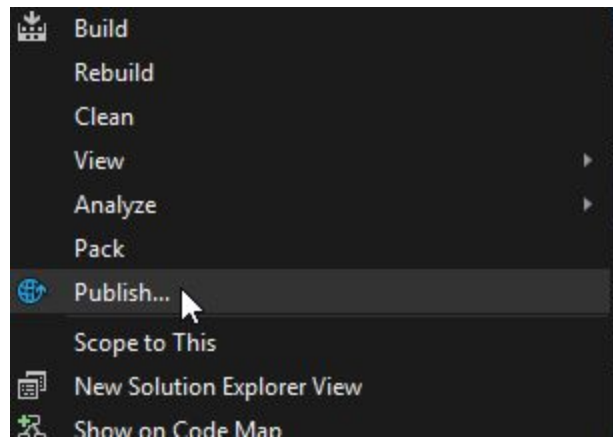 Build
Rebuild
Clean
View
Analyze
Pack
Publish...
Scope to This
New Solution Explorer View
Show on Code Map